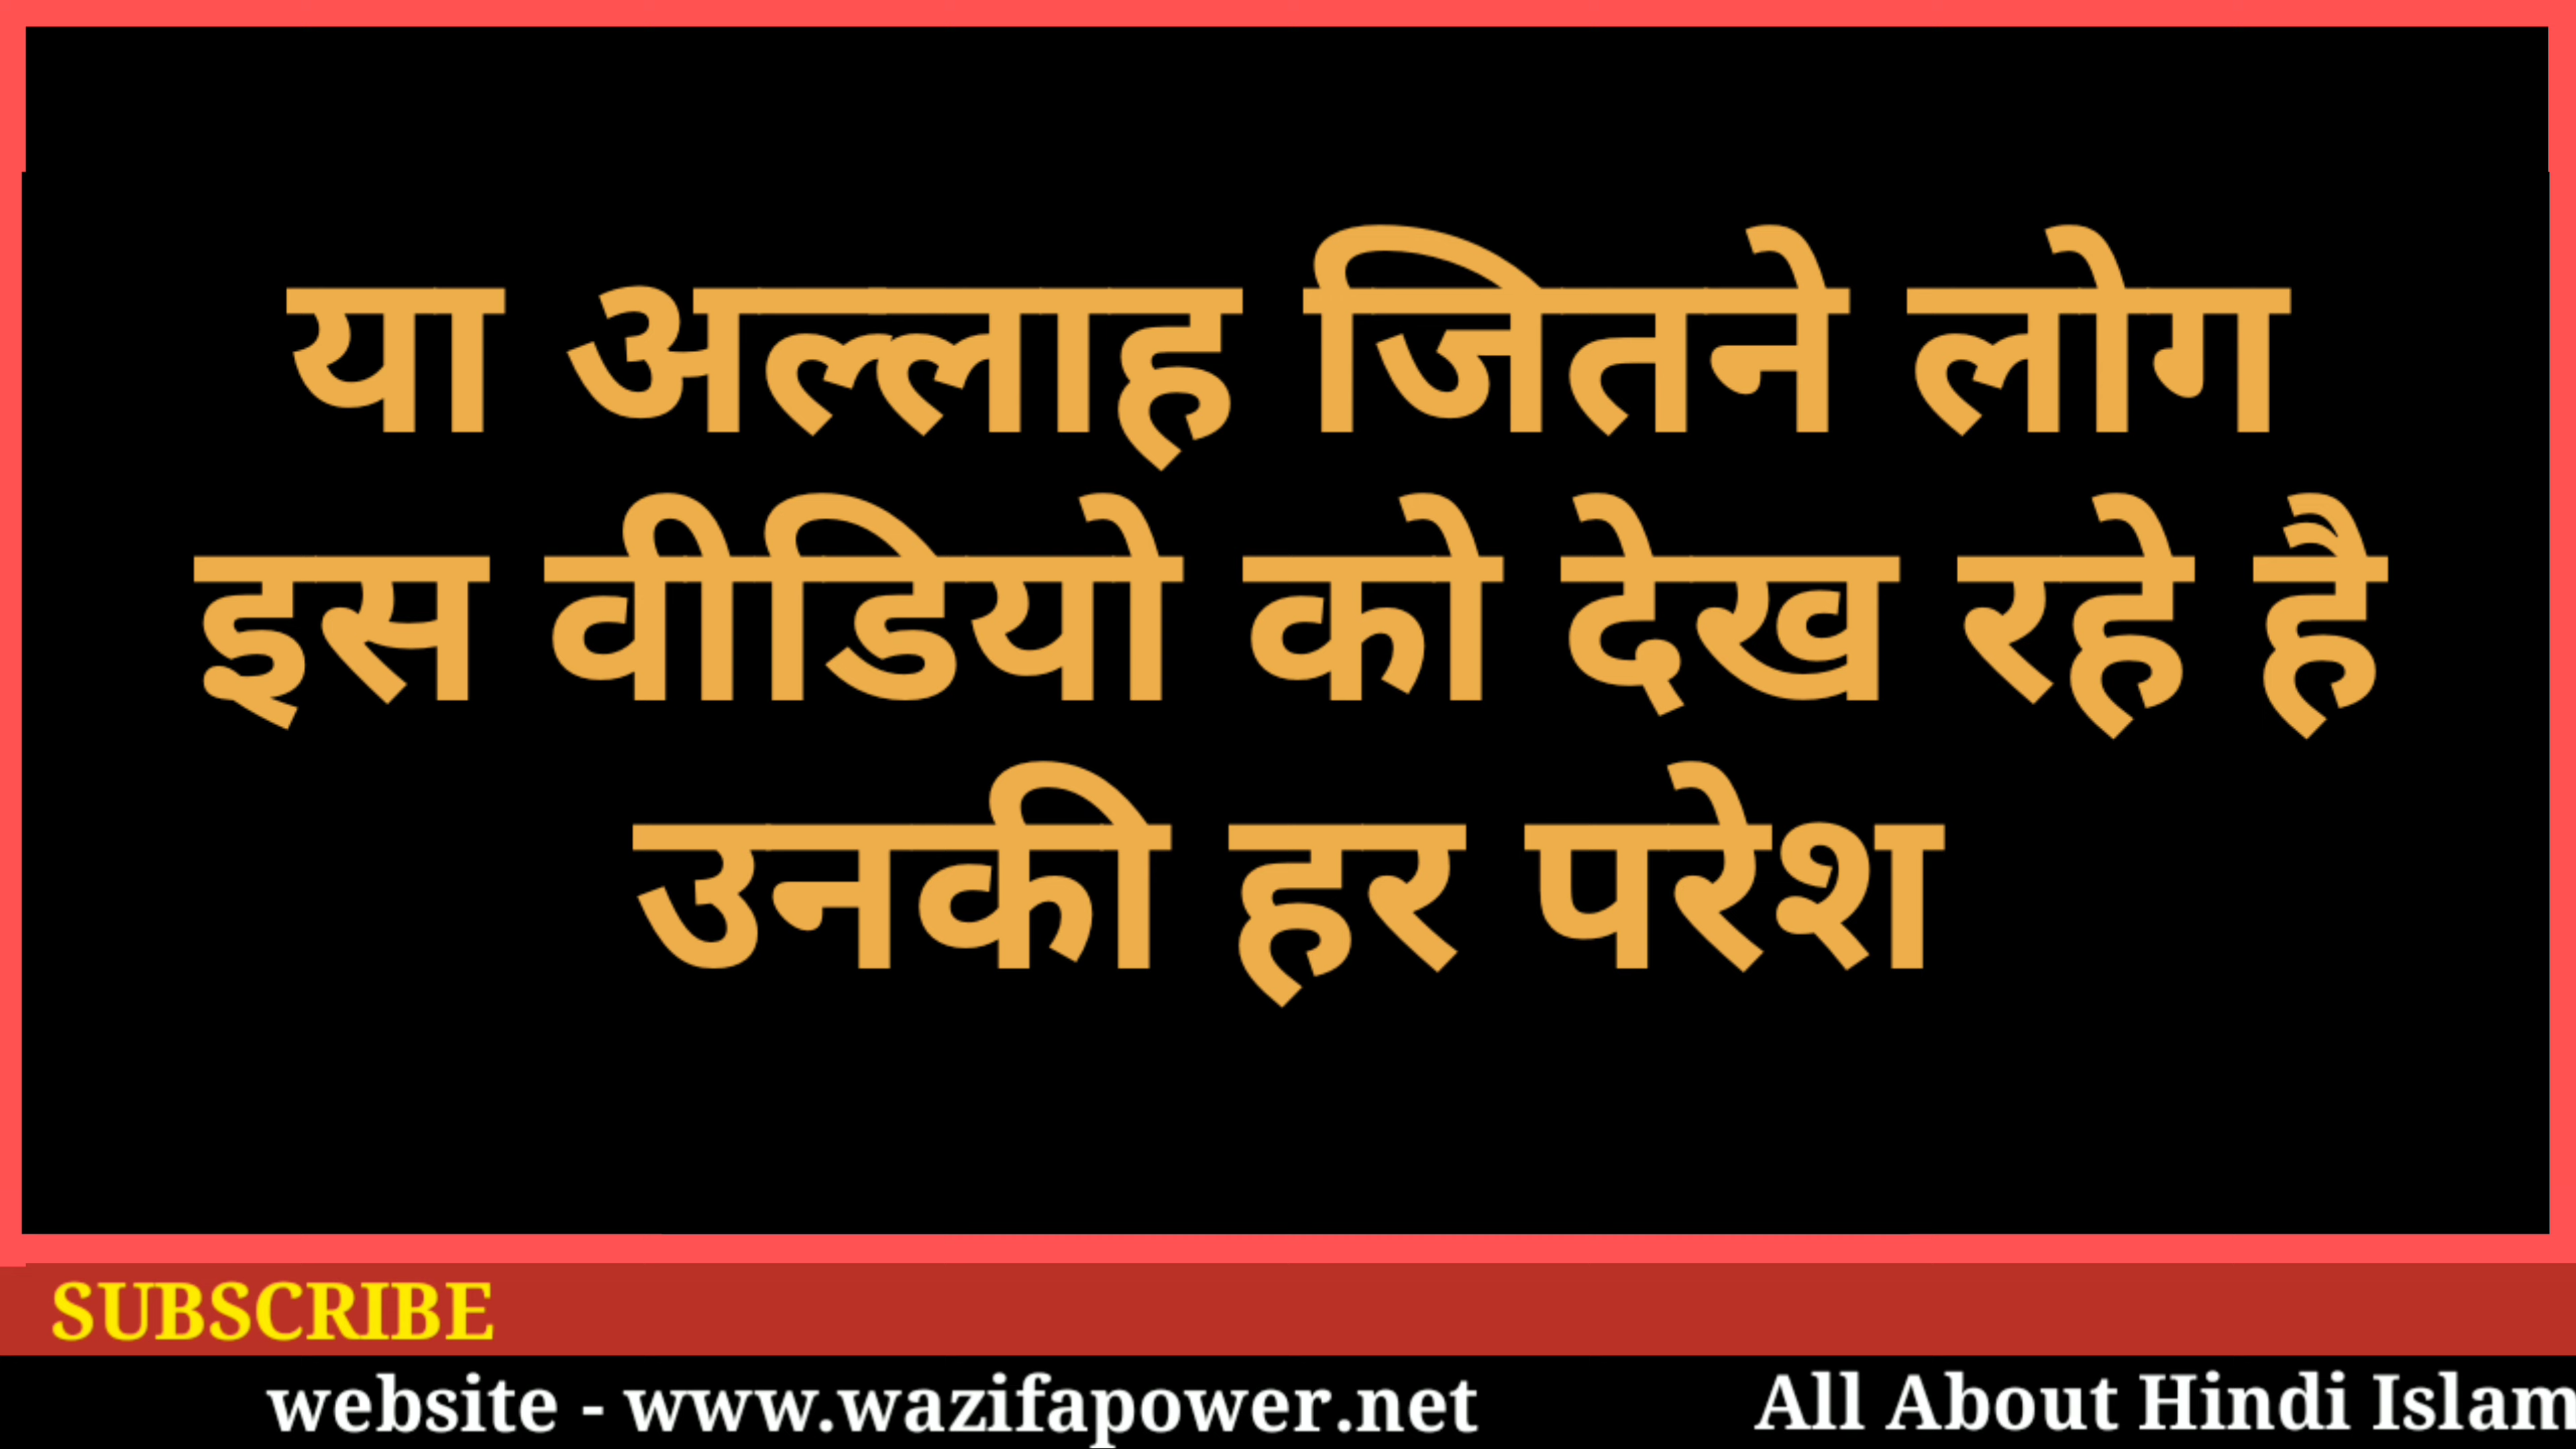 या अल्लाह जितने लोग
इस वीडियो को देख रहे है
उनकी हर परेश
SUBSCRIBE
website - www.wazifapower.net All About Hindi Islam